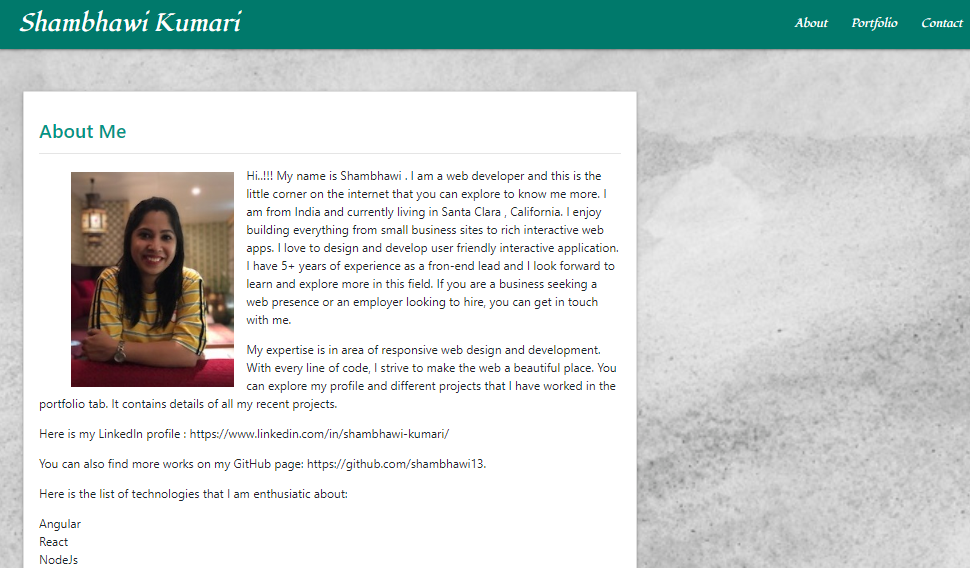 Shambhawi Kumari
About Portfolio Contact
About Me
Hi..!!! My name is Shambhawi . I am a web developer and this is the
little corner on the internet that you can explore to know me more. I
am from India and currently living in Santa Clara , California. I enjoy
building everything from small business sites to rich interactive web
apps. I love to design and develop user friendly interactive application.
I have 5+ years of experience as a fron-end lead and I look forward to
learn and explore more in this field. If you are a business seeking a
web presence or an employer looking to hire, you can get in touch
with me.
My expertise is in area of responsive web design and development.
With every line of code, I strive to make the web a beautiful place. You
can explore my profile and different projects that I have worked in the
portfolio tab. It contains details of all my recent projects.
Here is my LinkedIn profile : https://www.linkedin.com/in/shambhawi-kumari/
You can also find more works on my GitHub page: https://github.com/shambhawi13.
Here is the list of technologies that I am enthusiatic about:
Angular
React
NodeJs